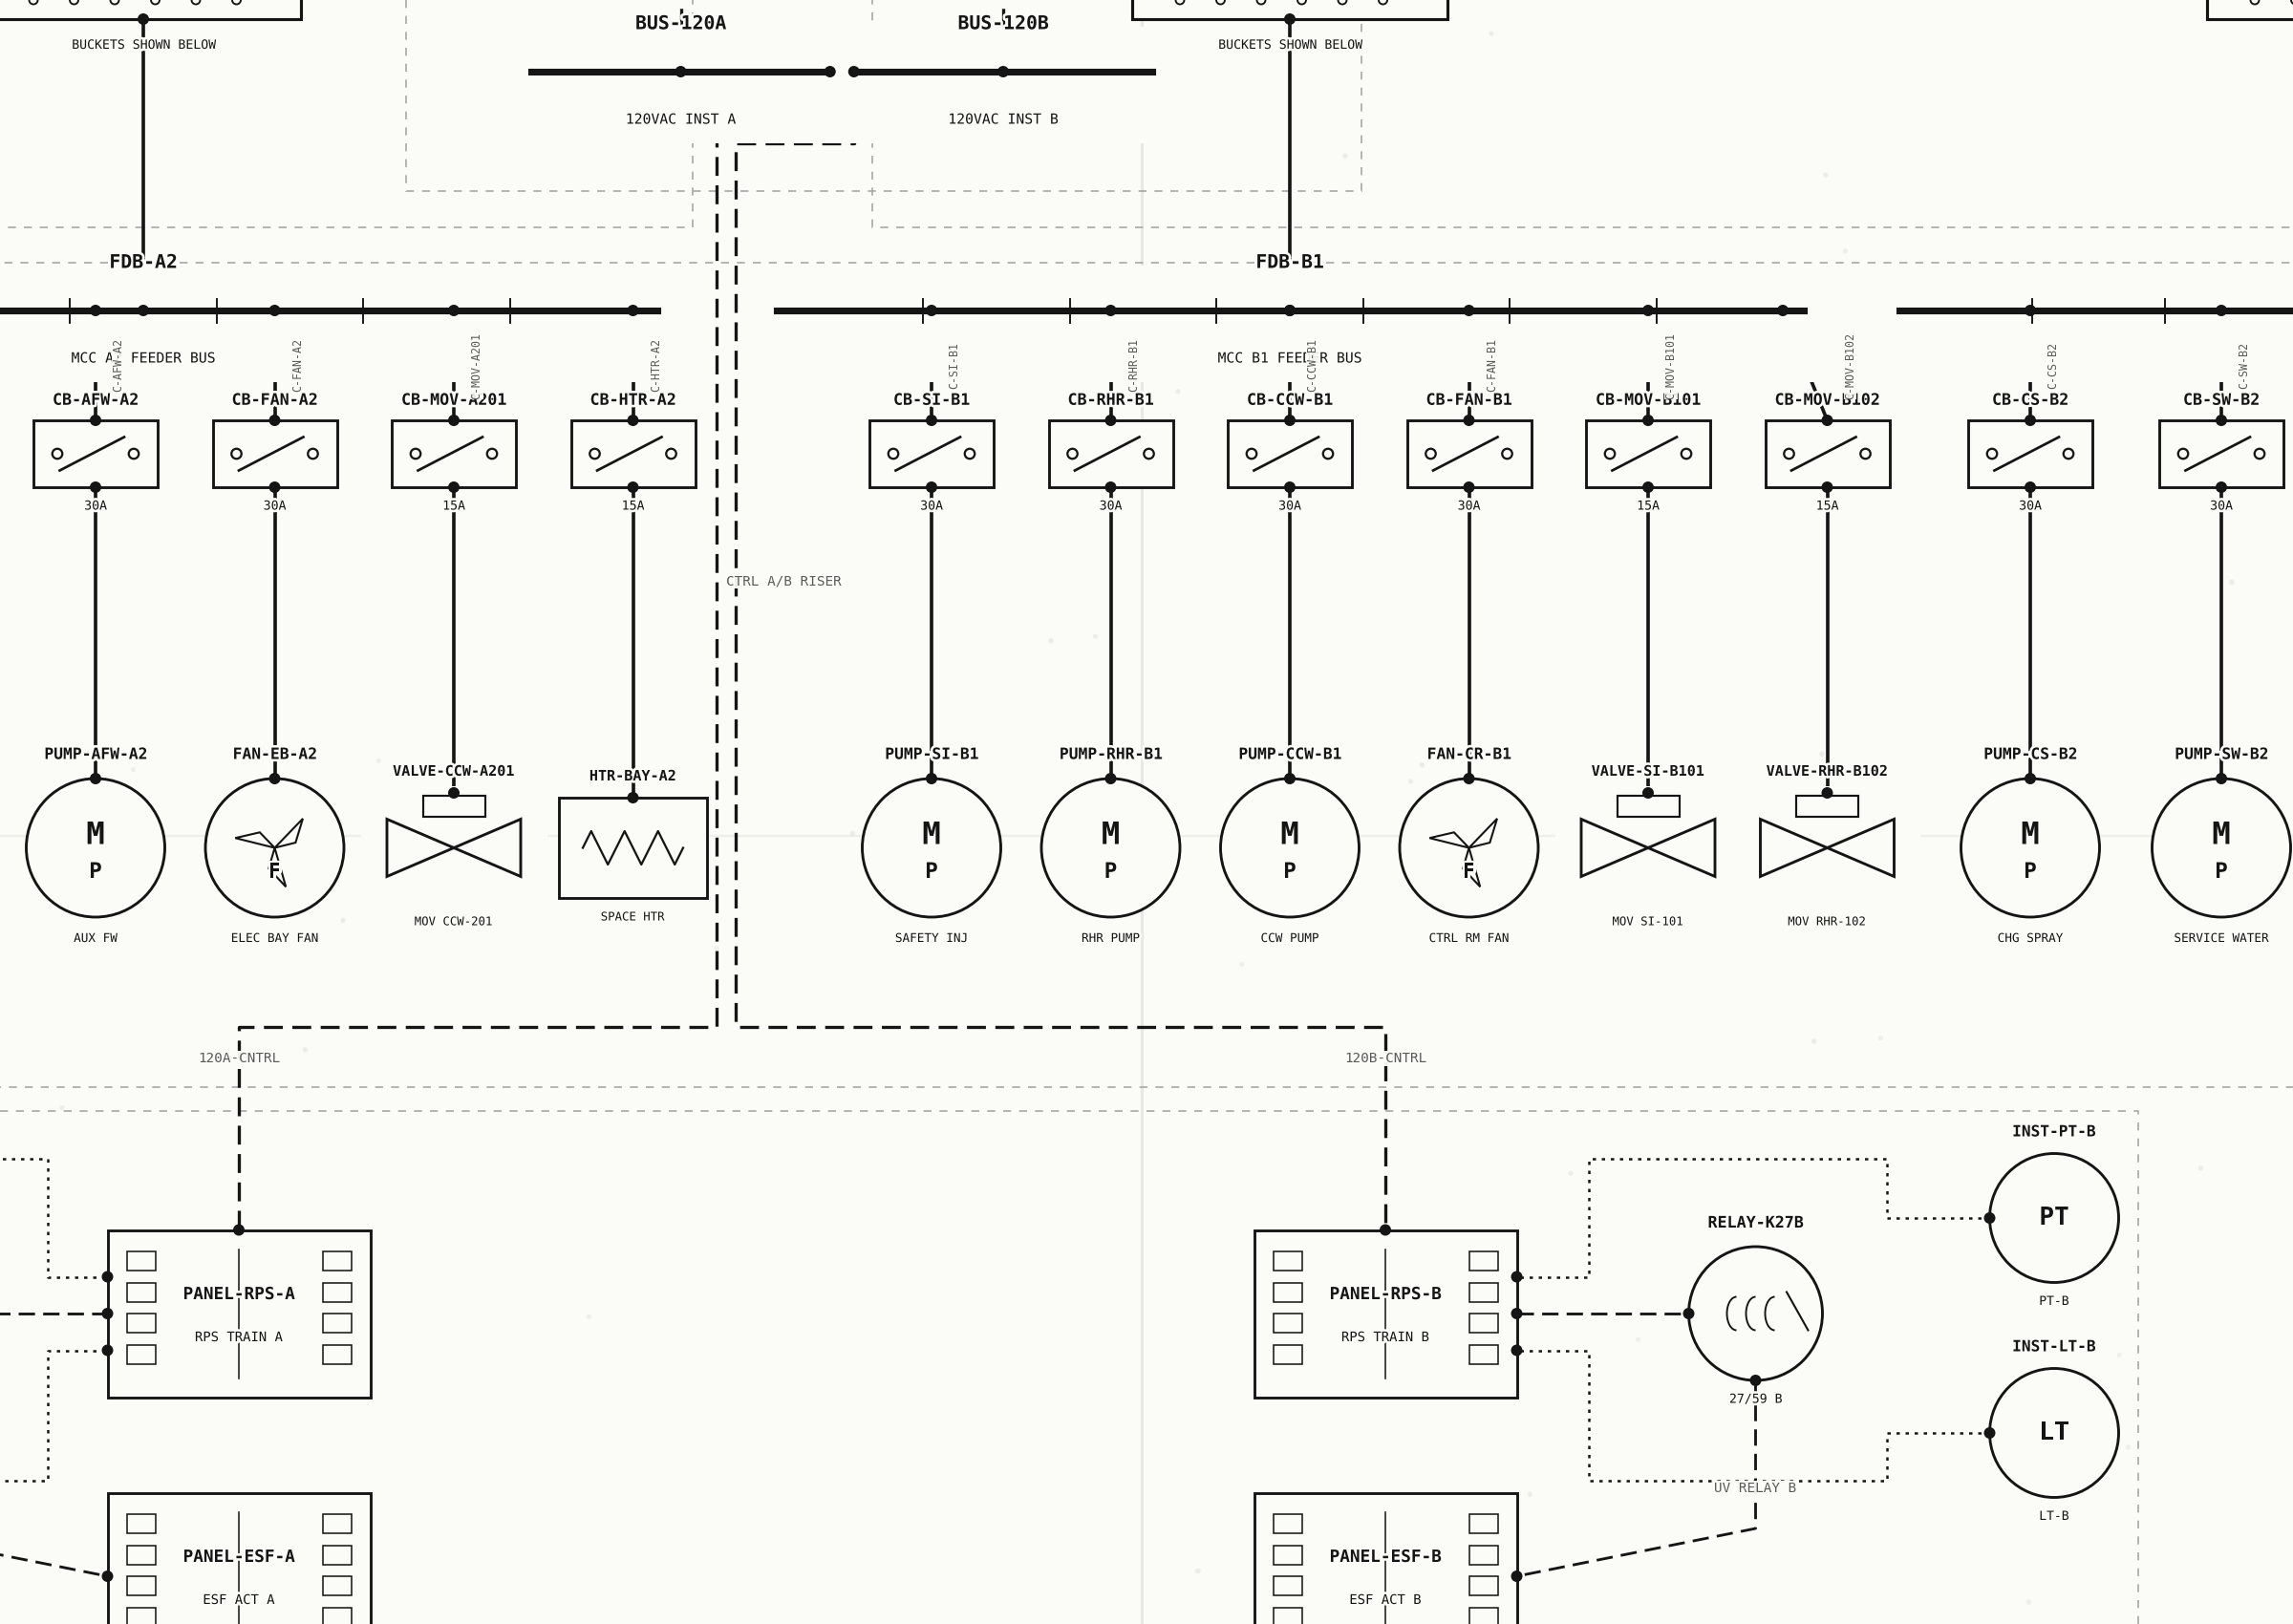 BUS-120A
BUS-120B
BUCKETS SHOWN BELOW
BUCKETS SHOWN BELOW
120VAC INST A
120VAC INST B
FDB-A2
FDB-B1
MCC A FEEDER BUS
MCC B1 FEEDER BUS
C-AFW-A2
C-FAN-A2
C-MOV-A201
C-HTR-A2
C-SI-B1
C-RHR-B1
C-CCW-B1
C-FAN-B1
C-MOV-B101
C-MOV-B102
C-CS-B2
C-SW-B2
CB-AFW-A2
CB-FAN-A2
CB-MOV-A201
CB-HTR-A2
CB-SI-B1
CB-RHR-B1
CB-CCW-B1
CB-FAN-B1
CB-MOV-B101
CB-MOV-B102
CB-CS-B2
CB-SW-B2
30A
30A
15A
15A
30A
30A
30A
30A
15A
15A
30A
30A
CTRL A/B RISER
PUMP-AFW-A2
FAN-EB-A2
VALVE-CCW-A201
HTR-BAY-A2
PUMP-SI-B1
PUMP-RHR-B1
PUMP-CCW-B1
FAN-CR-B1
VALVE-SI-B101
VALVE-RHR-B102
PUMP-CS-B2
PUMP-SW-B2
M
P
F
M
P
M
P
M
P
F
M
P
M
P
AUX FW
ELEC BAY FAN
MOV CCW-201
SPACE HTR
SAFETY INJ
RHR PUMP
CCW PUMP
CTRL RM FAN
MOV SI-101
MOV RHR-102
CHG SPRAY
SERVICE WATER
120A-CNTRL
120B-CNTRL
INST-PT-B
PT
PT-B
RELAY-K27B
27/59 B
PANEL-RPS-A
RPS TRAIN A
PANEL-RPS-B
RPS TRAIN B
INST-LT-B
LT
LT-B
UV RELAY B
PANEL-ESF-A
ESF ACT A
PANEL-ESF-B
ESF ACT B